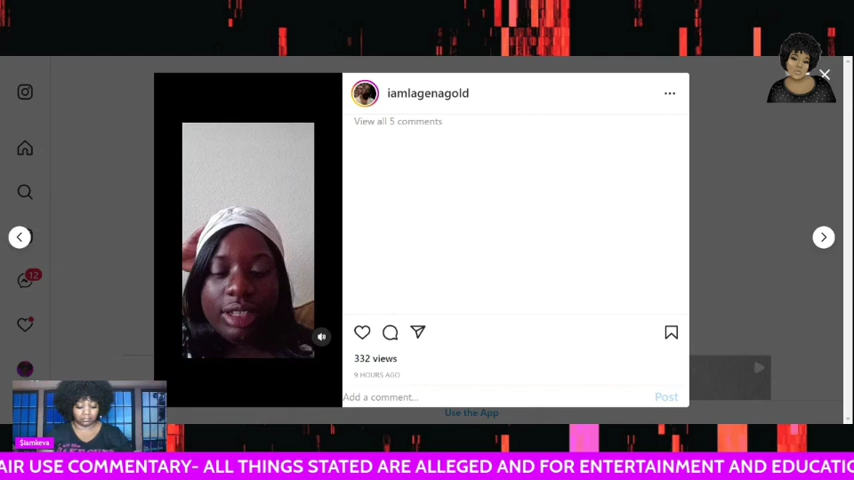 iamlagenagold
View all 5 comments
12
332 views
9 HOURS AGO
Add a comment...
Post
Use the App
$iamkeva
AIR USE COMMENTARY- ALL THINGS STATED ARE ALLEGED AND FOR ENTERTAINMENT AND EDUCATIO